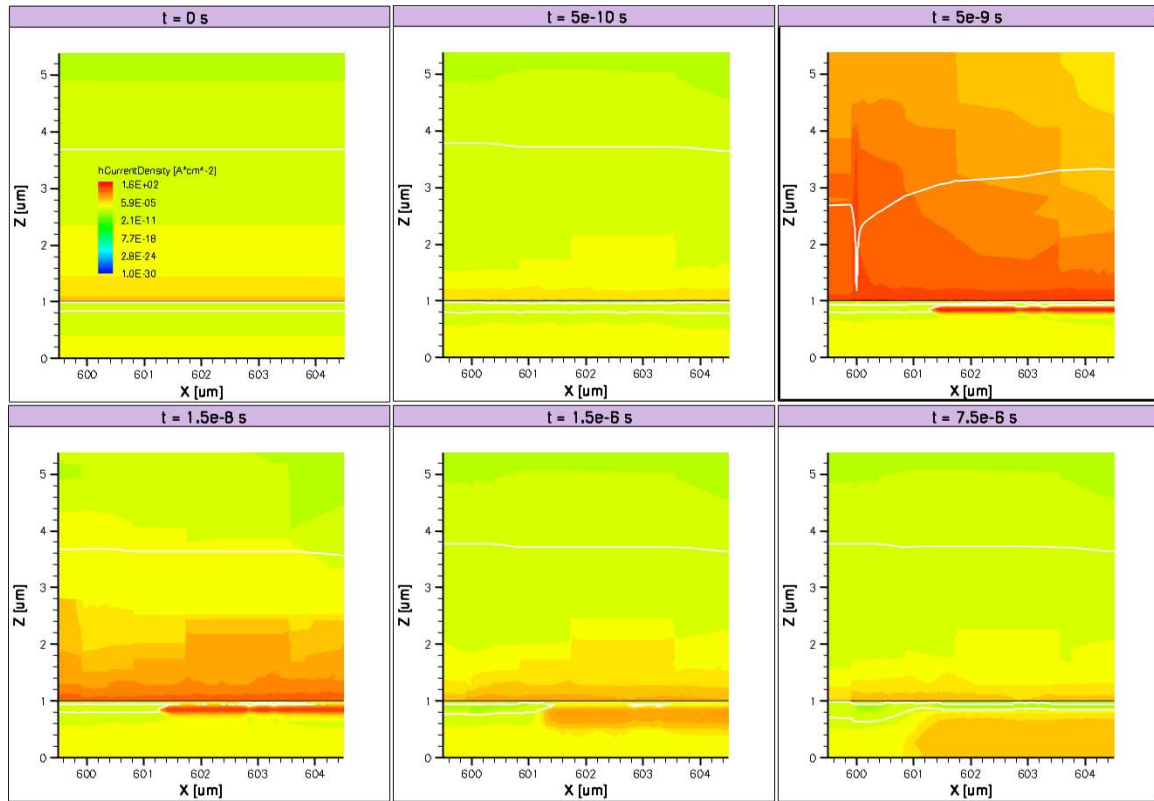 t = 0 s
5
4
3
2
1
0
Z [um]
hCurrentDensity [A*cm^-2]
1.6E+02
5.9E-05
2.1E-11
7.7E-18
2.8E-24
1.0E-30
600 601 602 603 604
X [um]
t = 5e-10 s
5
4
3
2
1
0
Z [um]
600 601 602 603 604
X [um]
t = 5e-9 s
5
4
3
2
1
0
Z [um]
600 601 602 603 604
X [um]
t = 1.5e-8 s
5
4
3
2
1
0
Z [um]
600 601 602 603 604
X [um]
t = 1.5e-6 s
5
4
3
2
1
0
Z [um]
600 601 602 603 604
X [um]
t = 7.5e-6 s
5
4
3
2
1
0
Z [um]
600 601 602 603 604
X [um]